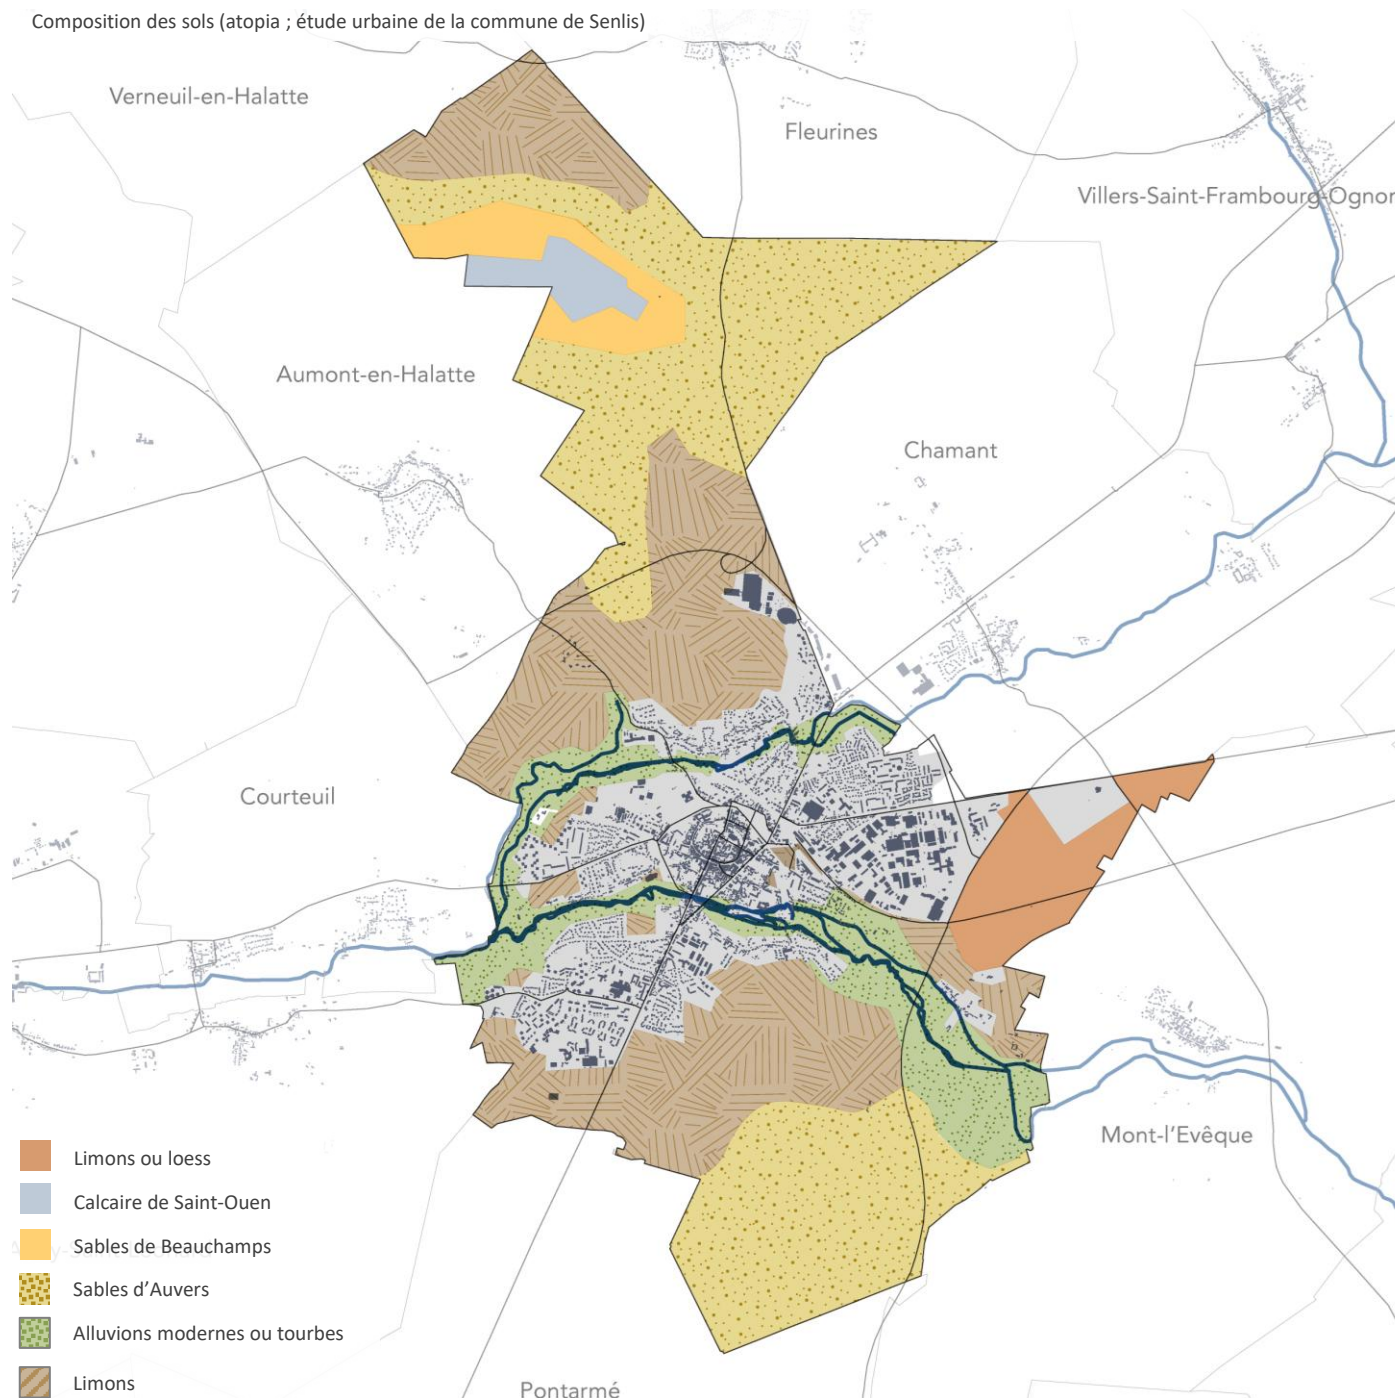 Composition des sols (atopia ; étude urbaine de la commune de Senlis)
Verneuil-en-Halatte
Fleurines
Villers-Saint-Frambourg-Ognon
Aumont-en-Halatte
Chamant
Courteuil
Mont-l'Evêque
Pontarmé
Limons ou loess
Calcaire de Saint-Ouen
Sables de Beauchamps
Sables d'Auvers
Alluvions modernes ou tourbes
Limons